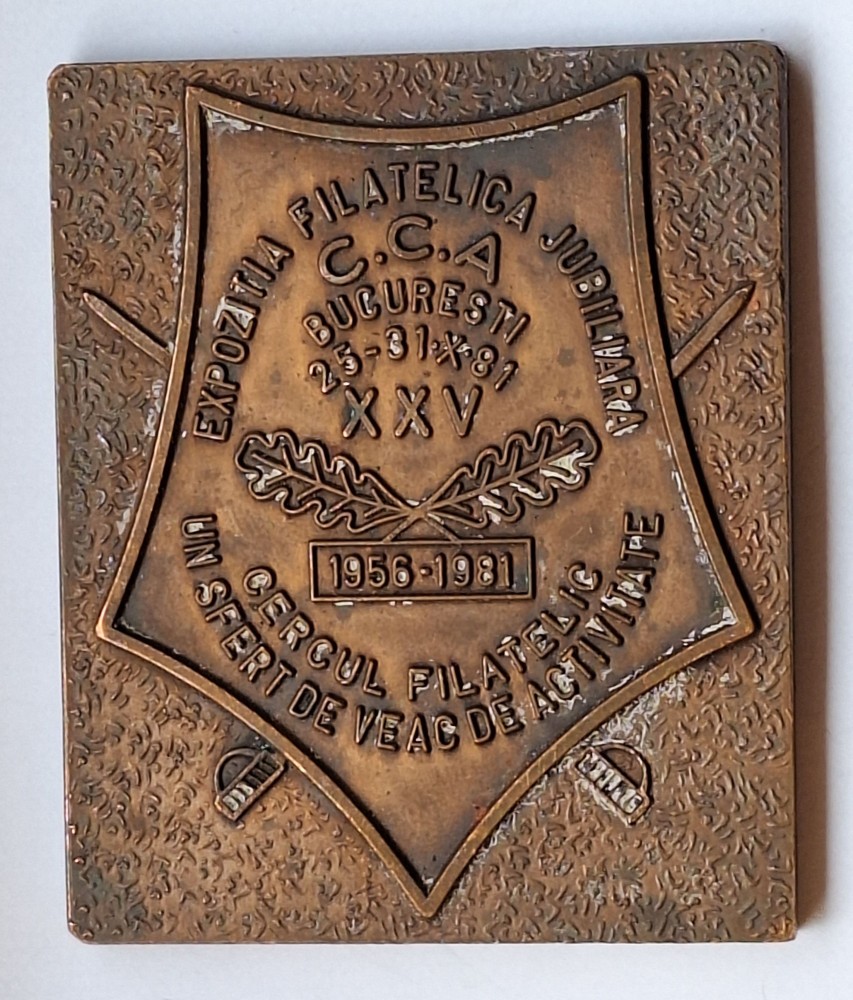 EXPOZITIA FILATELICA JUBILIARA
C.C.A
BUCURESTI
25-31·X·81
XXV
1956-1981
CERCUL FILATELIC
UN SFERT DE VEAC DE ACTIVITATE